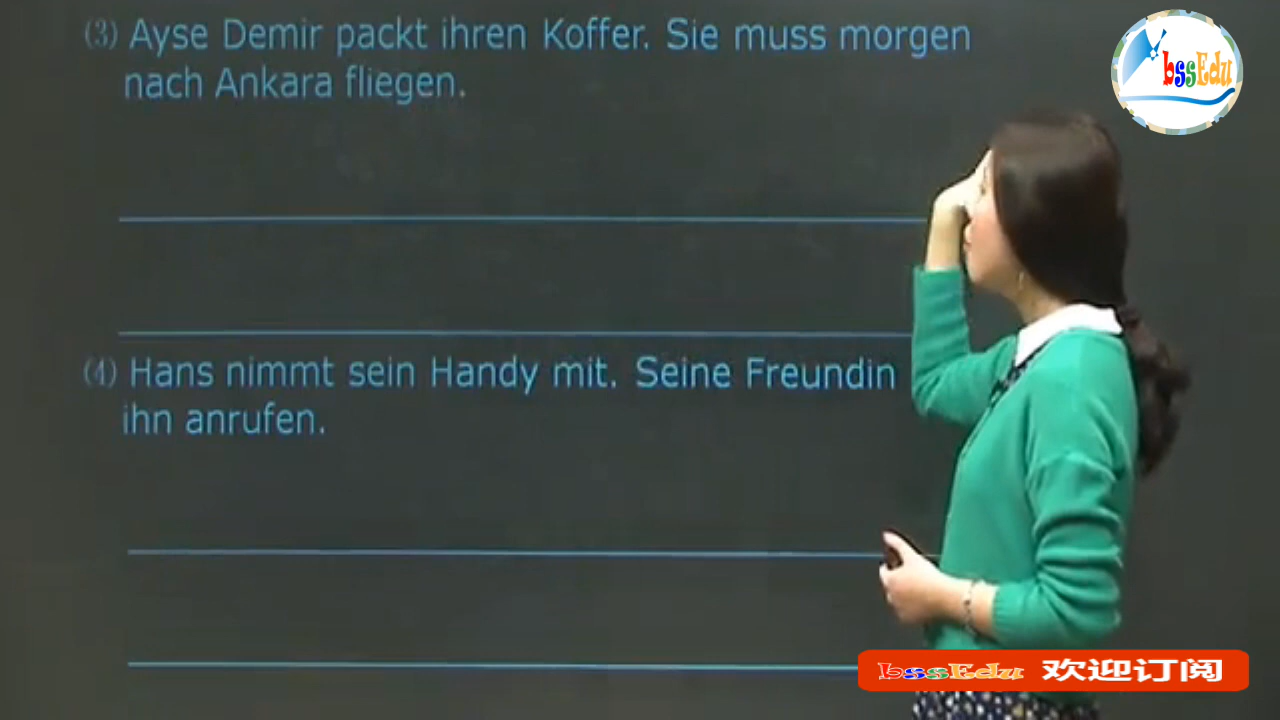 (3) Ayse Demir packt ihren Koffer. Sie muss morgen
nach Ankara fliegen.
(4) Hans nimmt sein Handy mit. Seine Freundin
ihn anrufen.
bssEdu
bssEdu 欢迎订阅